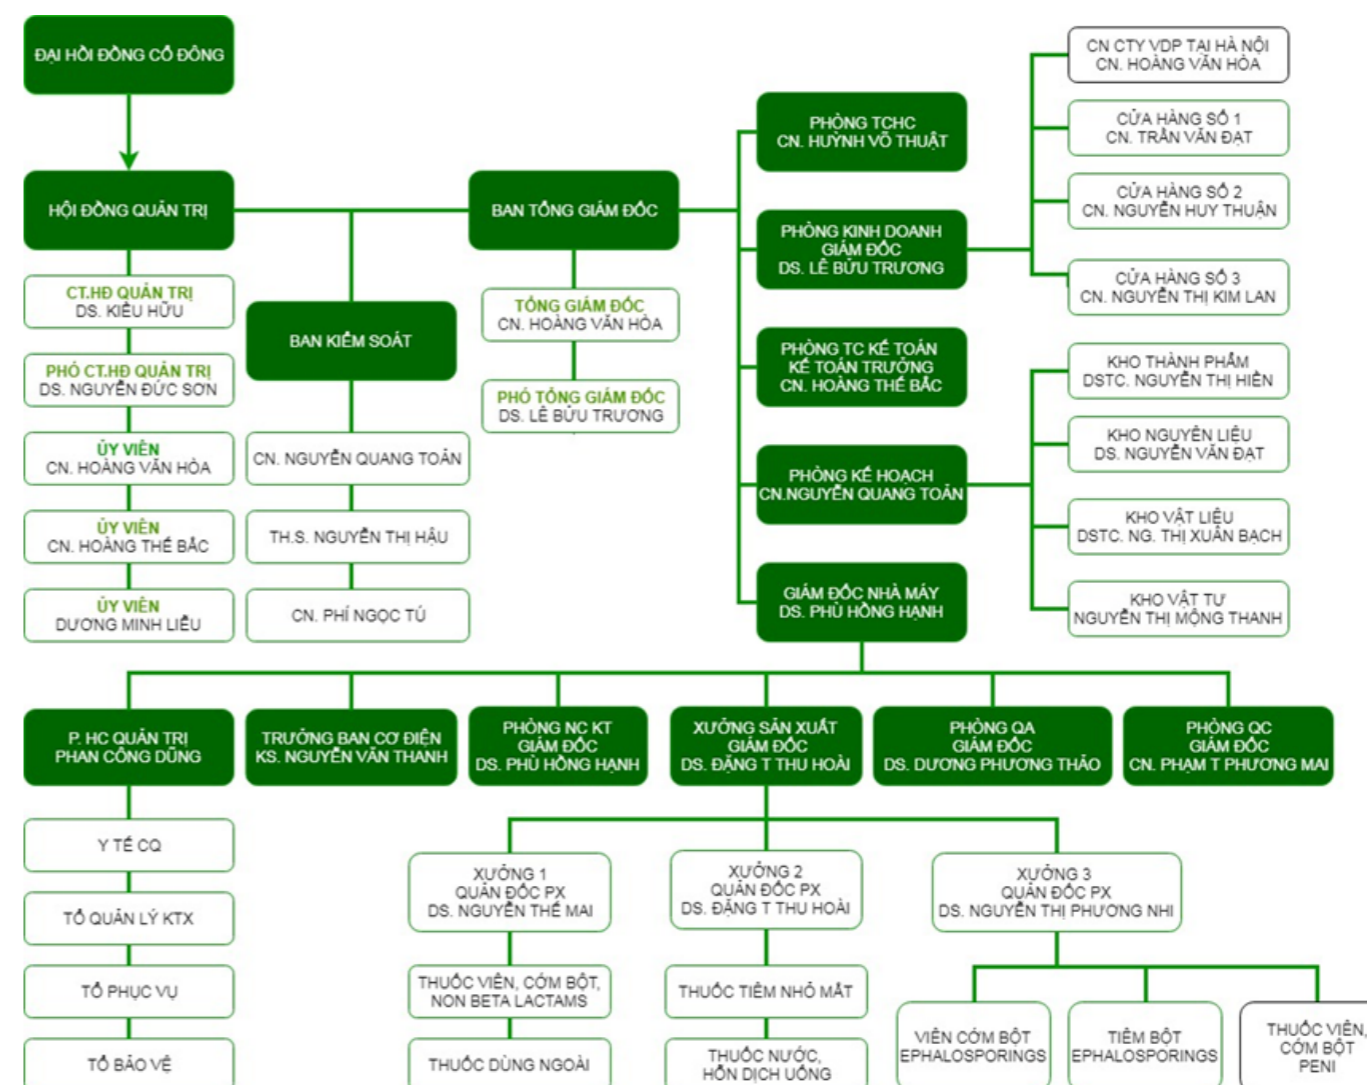 ĐẠI HỘI ĐỒNG CỔ ĐÔNG
HỘI ĐỒNG QUẢN TRỊ
CT.HĐ QUẢN TRỊ
DS. KIỀU HỮU
PHÓ CT.HĐ QUẢN TRỊ
DS. NGUYỄN ĐỨC SƠN
ỦY VIÊN
CN. HOÀNG VĂN HÒA
ỦY VIÊN
CN. HOÀNG THẾ BẮC
ỦY VIÊN
DƯƠNG MINH LIỄU
BAN KIỂM SOÁT
CN. NGUYỄN QUANG TOẢN
TH.S. NGUYỄN THỊ HẬU
CN. PHÍ NGỌC TÚ
BAN TỔNG GIÁM ĐỐC
TỔNG GIÁM ĐỐC
CN. HOÀNG VĂN HÒA
PHÓ TỔNG GIÁM ĐỐC
DS. LÊ BỬU TRƯƠNG
PHÒNG TCHC
CN. HUỲNH VÕ THUẬT
PHÒNG KINH DOANH
GIÁM ĐỐC
DS. LÊ BỬU TRƯƠNG
PHÒNG TC KẾ TOÁN
KẾ TOÁN TRƯỞNG
CN. HOÀNG THẾ BẮC
PHÒNG KẾ HOẠCH
CN.NGUYỄN QUANG TOẢN
GIÁM ĐỐC NHÀ MÁY
DS. PHÙ HỒNG HẠNH
CN CTY VDP TẠI HÀ NỘI
CN. HOÀNG VĂN HÒA
CỬA HÀNG SỐ 1
CN. TRẦN VĂN ĐẠT
CỬA HÀNG SỐ 2
CN. NGUYỄN HUY THUẬN
CỬA HÀNG SỐ 3
CN. NGUYỄN THỊ KIM LAN
KHO THÀNH PHẨM
DSTC. NGUYỄN THỊ HIỀN
KHO NGUYÊN LIỆU
DS. NGUYỄN VĂN ĐẠT
KHO VẬT LIỆU
DSTC. NG. THỊ XUÂN BẠCH
KHO VẬT TƯ
NGUYỄN THỊ MỘNG THANH
P. HC QUẢN TRỊ
PHAN CÔNG DŨNG
TRƯỞNG BAN CƠ ĐIỆN
KS. NGUYỄN VĂN THANH
PHÒNG NC KT
GIÁM ĐỐC
DS. PHÙ HỒNG HẠNH
XƯỞNG SẢN XUẤT
GIÁM ĐỐC
DS. ĐẶNG T THU HOÀI
PHÒNG QA
GIÁM ĐỐC
DS. DƯƠNG PHƯƠNG THẢO
PHÒNG QC
GIÁM ĐỐC
CN. PHẠM T PHƯƠNG MAI
Y TẾ CQ
TỔ QUẢN LÝ KTX
TỔ PHỤC VỤ
TỔ BẢO VỆ
XƯỞNG 1
QUẢN ĐỐC PX
DS. NGUYỄN THẾ MAI
THUỐC VIÊN, CỐM BỘT,
NON BETA LACTAMS
THUỐC DÙNG NGOÀI
XƯỞNG 2
QUẢN ĐỐC PX
DS. ĐẶNG T THU HOÀI
THUỐC TIÊM NHỎ MẮT
THUỐC NƯỚC,
HỖN DỊCH UỐNG
XƯỞNG 3
QUẢN ĐỐC PX
DS. NGUYỄN THỊ PHƯƠNG NHI
VIÊN CỐM BỘT
EPHALOSPORINGS
TIÊM BỘT
EPHALOSPORINGS
THUỐC VIÊN,
CỐM BỘT
PENI